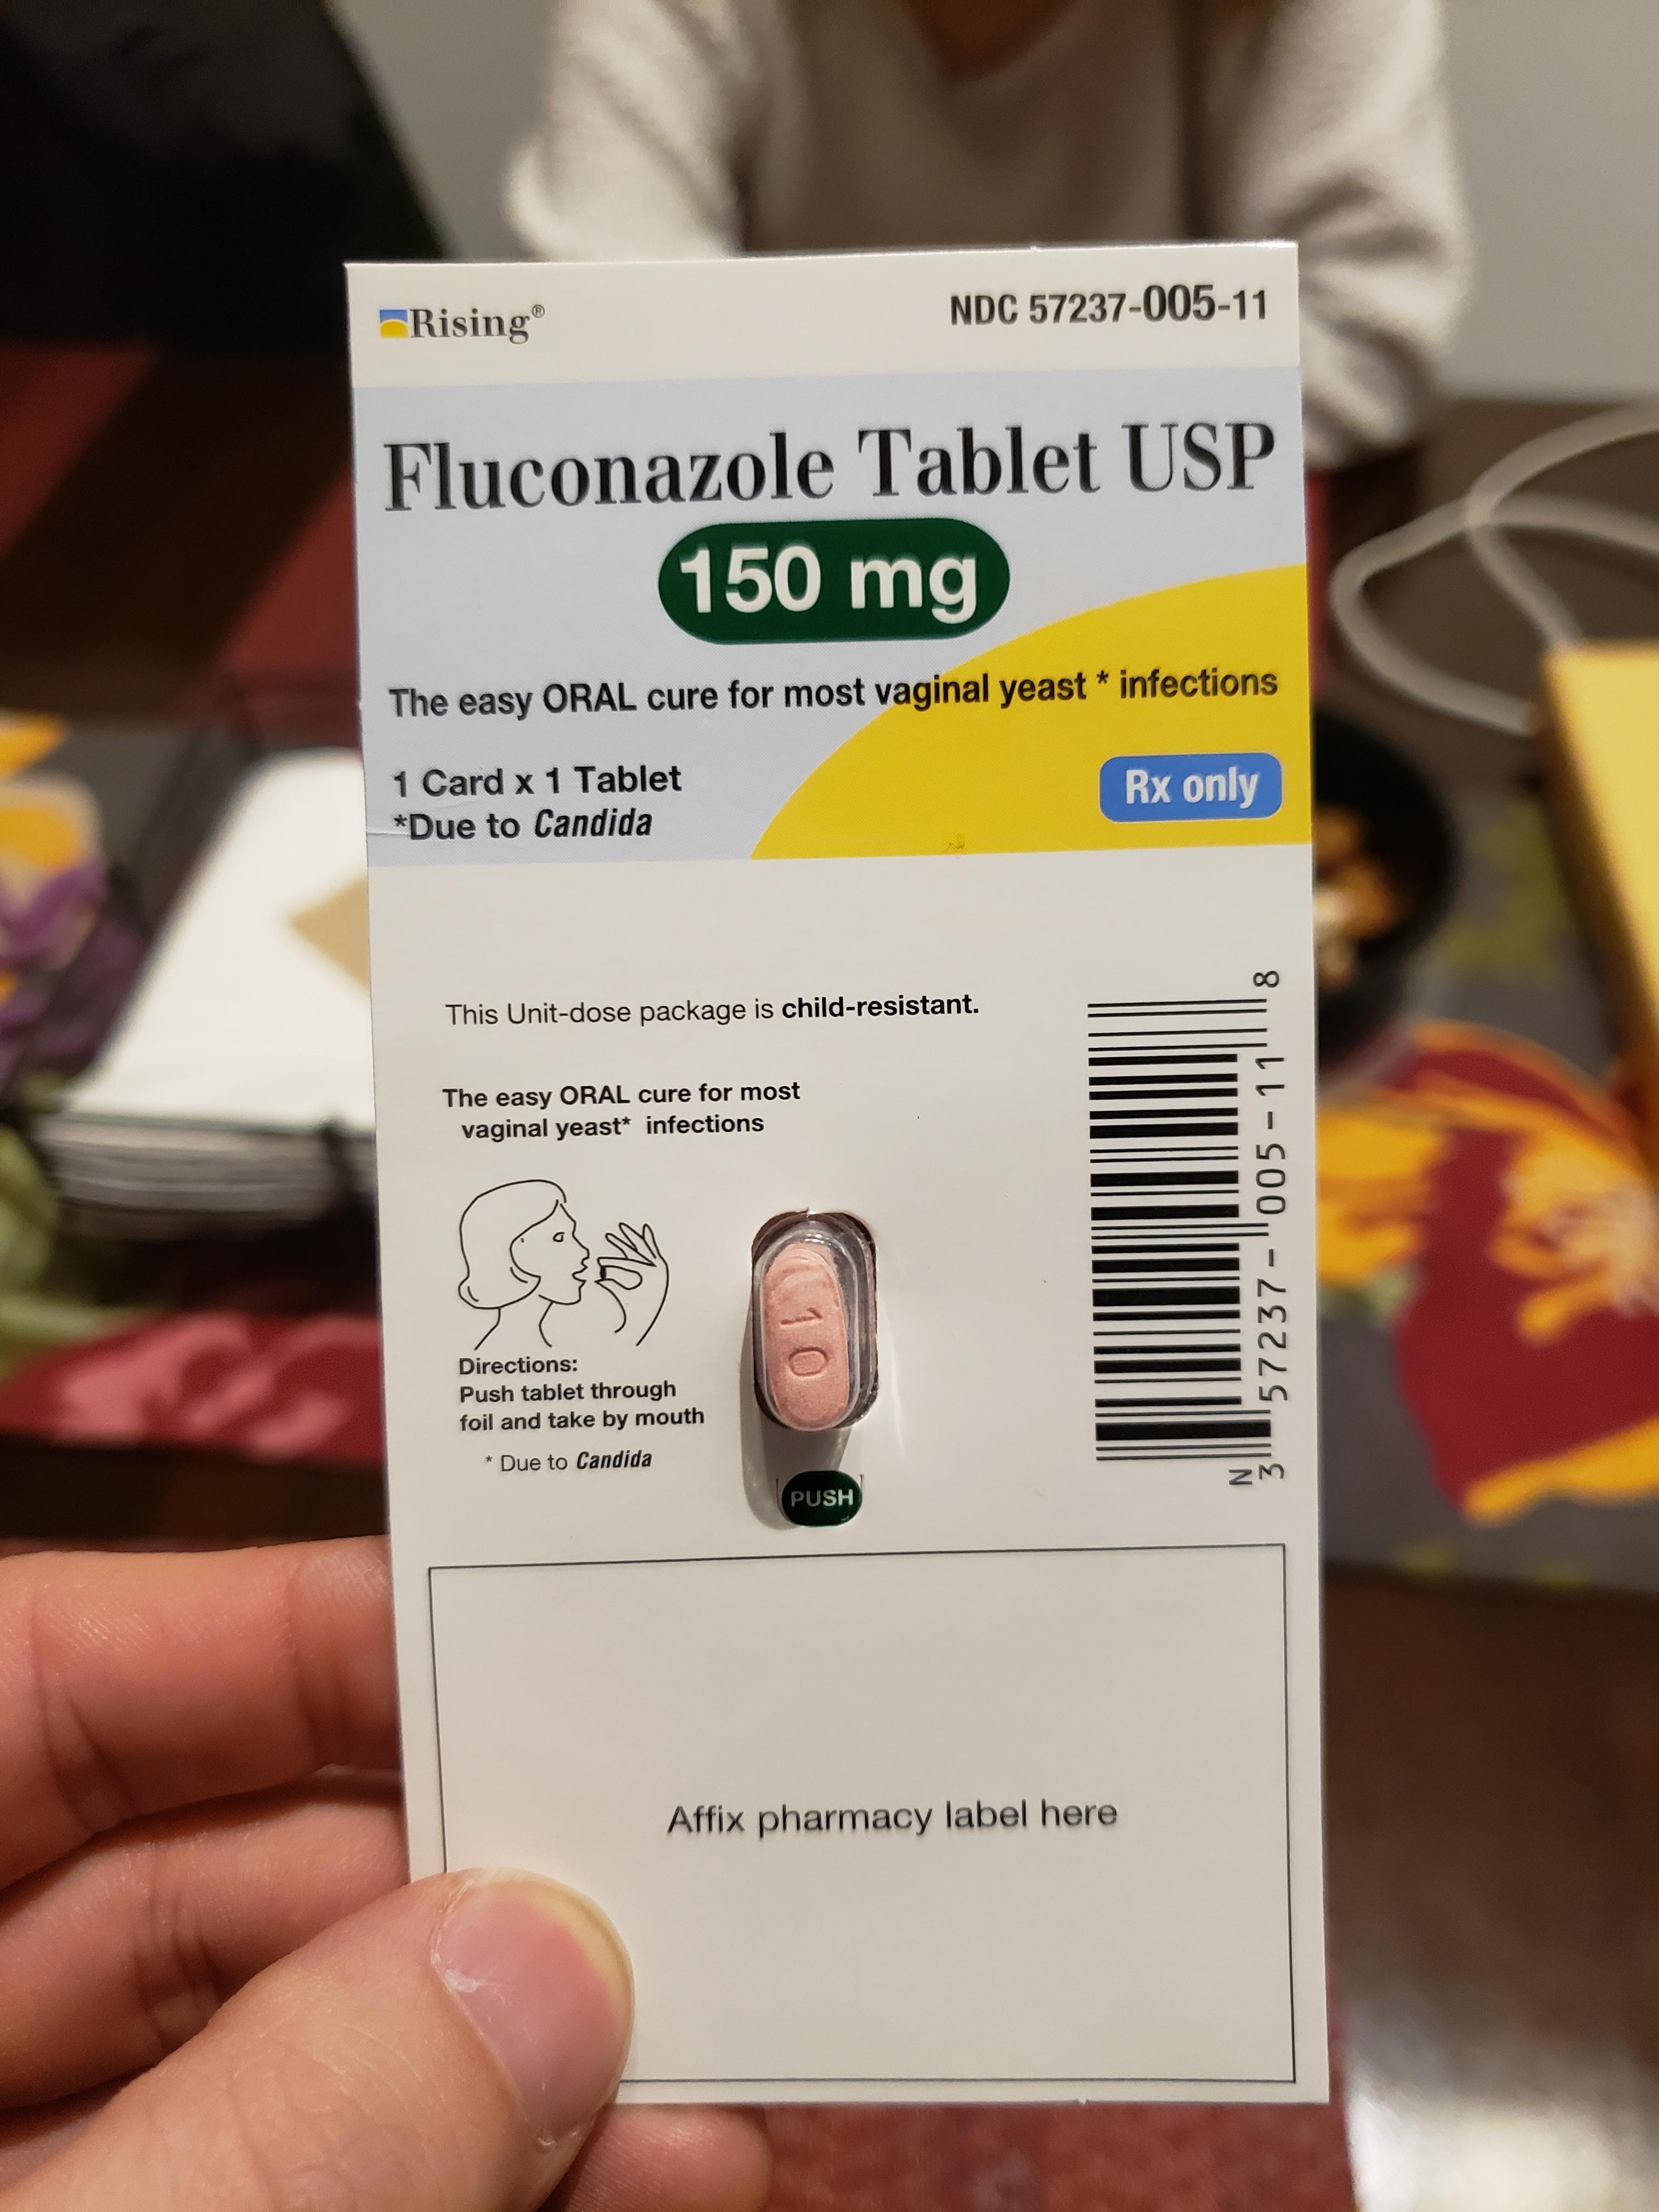 Rising®
NDC 57237-005-11
Fluconazole Tablet USP
150 mg
The easy ORAL cure for most vaginal yeast * infections
1 Card x 1 Tablet
*Due to Candida
Rx only
This Unit-dose package is child-resistant.
The easy ORAL cure for most
vaginal yeast* infections
Directions:
Push tablet through
foil and take by mouth
* Due to Candida
10
PUSH
N
3 57237-005-11 8
Affix pharmacy label here